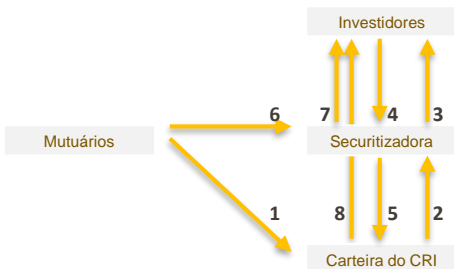 Investidores
6 7 4 3
Mutuários Securitizadora
1 8 5 2
Carteira do CRI